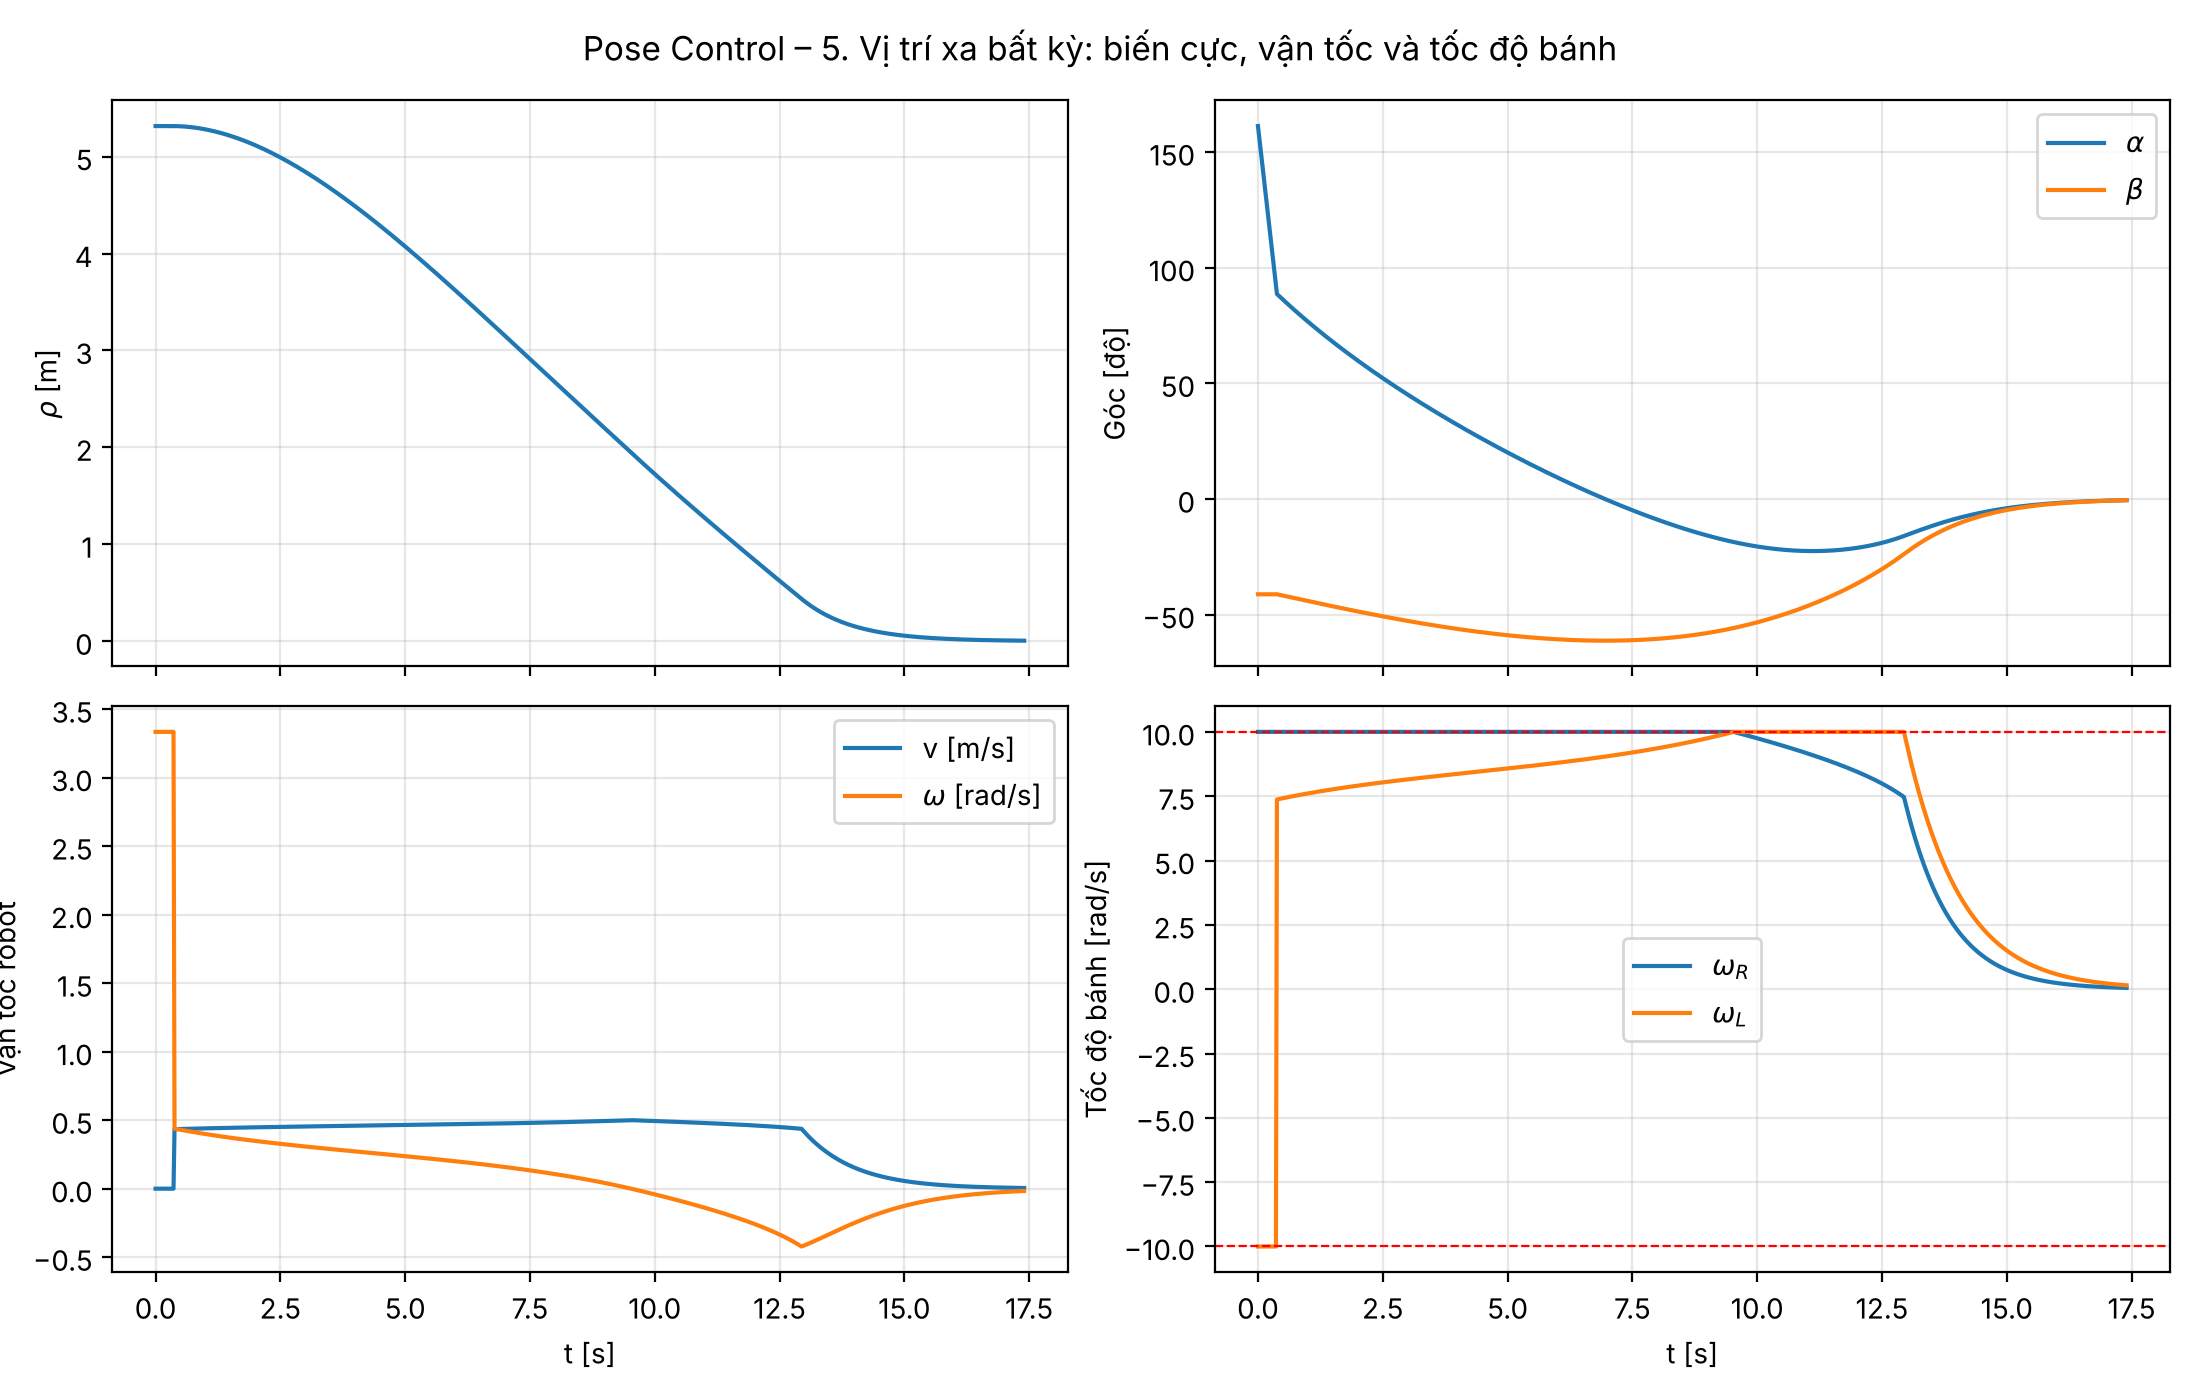 Pose Control – 5. Vị trí xa bất kỳ: biến cực, vận tốc và tốc độ bánh
ρ [m]
5
4
3
2
1
0
Góc [độ]
150
100
50
0
−50
α
β
Vận tốc robot
3.5
3.0
2.5
2.0
1.5
1.0
0.5
0.0
−0.5
v [m/s]
ω [rad/s]
0.0 2.5 5.0 7.5 10.0 12.5 15.0 17.5
t [s]
Tốc độ bánh [rad/s]
10.0
7.5
5.0
2.5
0.0
−2.5
−5.0
−7.5
−10.0
ω_R
ω_L
0.0 2.5 5.0 7.5 10.0 12.5 15.0 17.5
t [s]